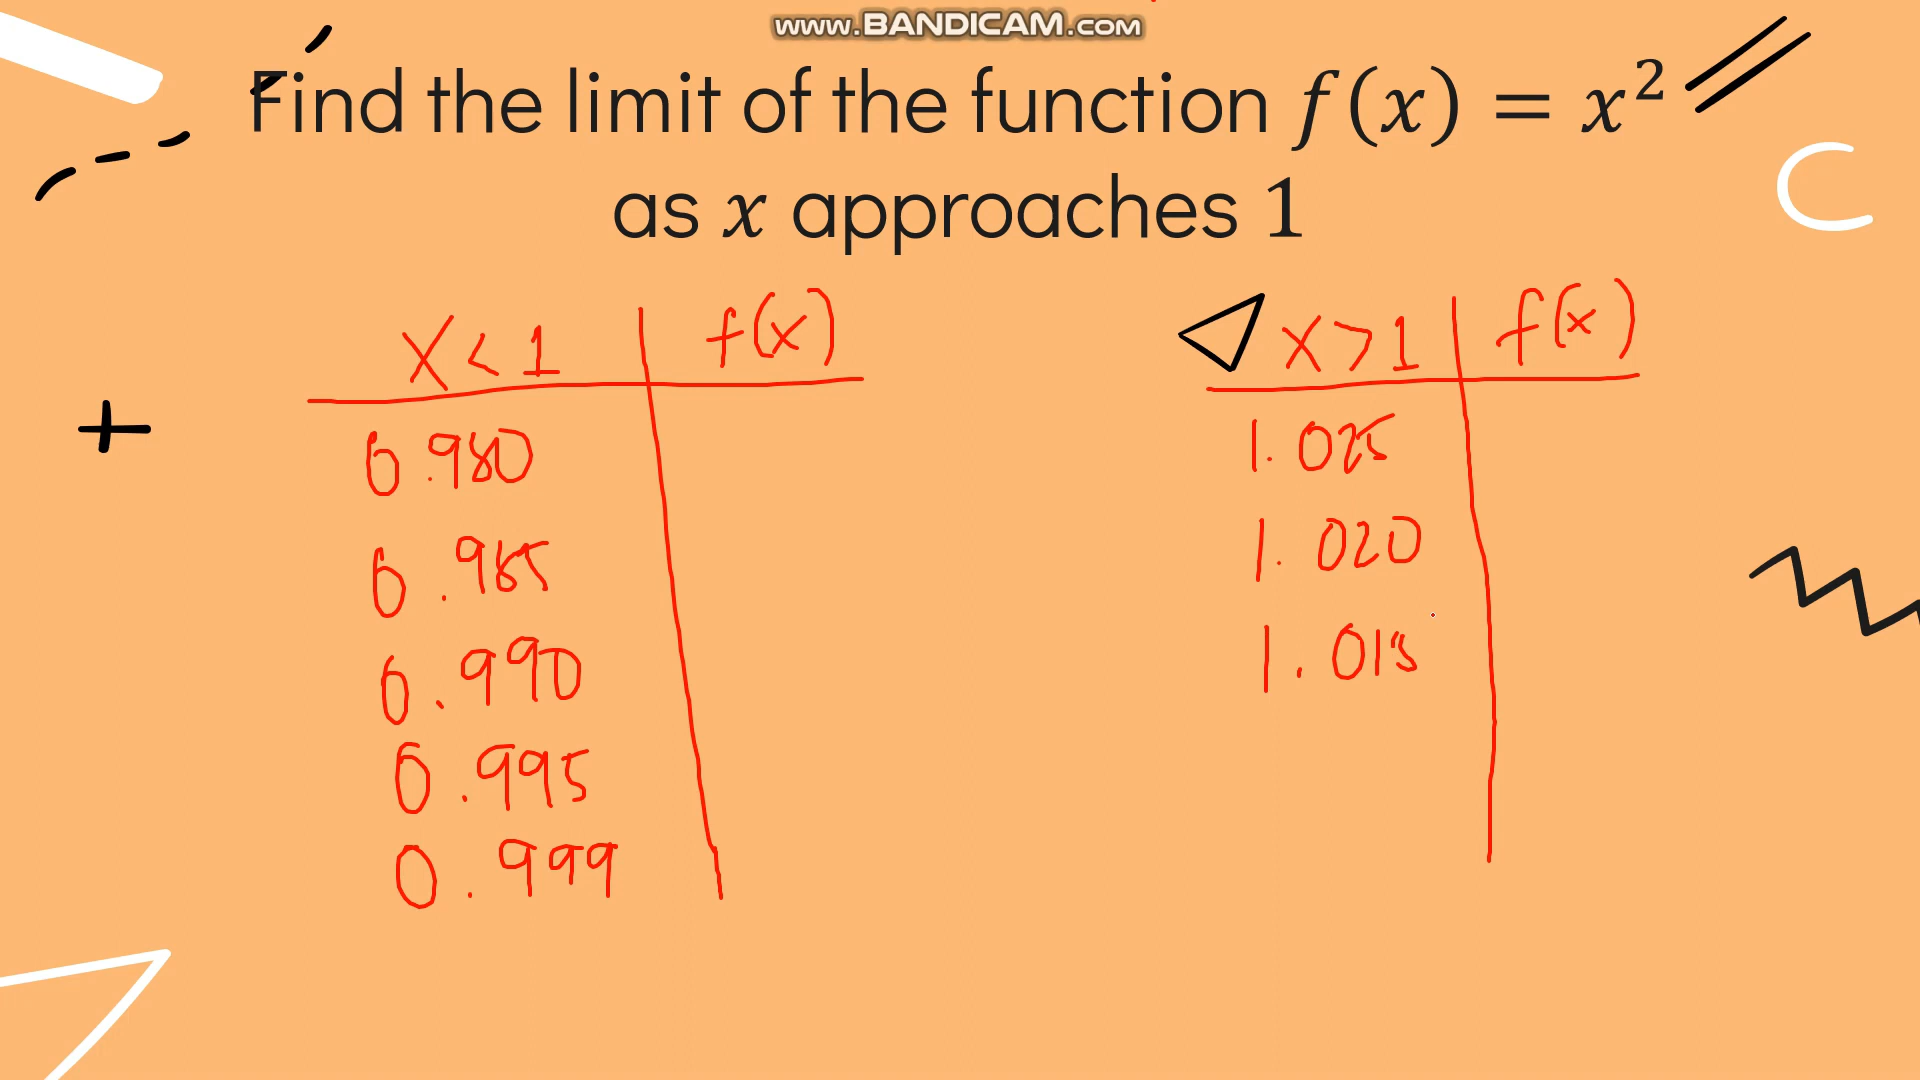 www.BANDICAM.com
Find the limit of the function f(x) = x²
as x approaches 1
x < 1 f(x)
0.980
0.985
0.990
0.995
0.999
x > 1 f(x)
1.025
1.020
1.015